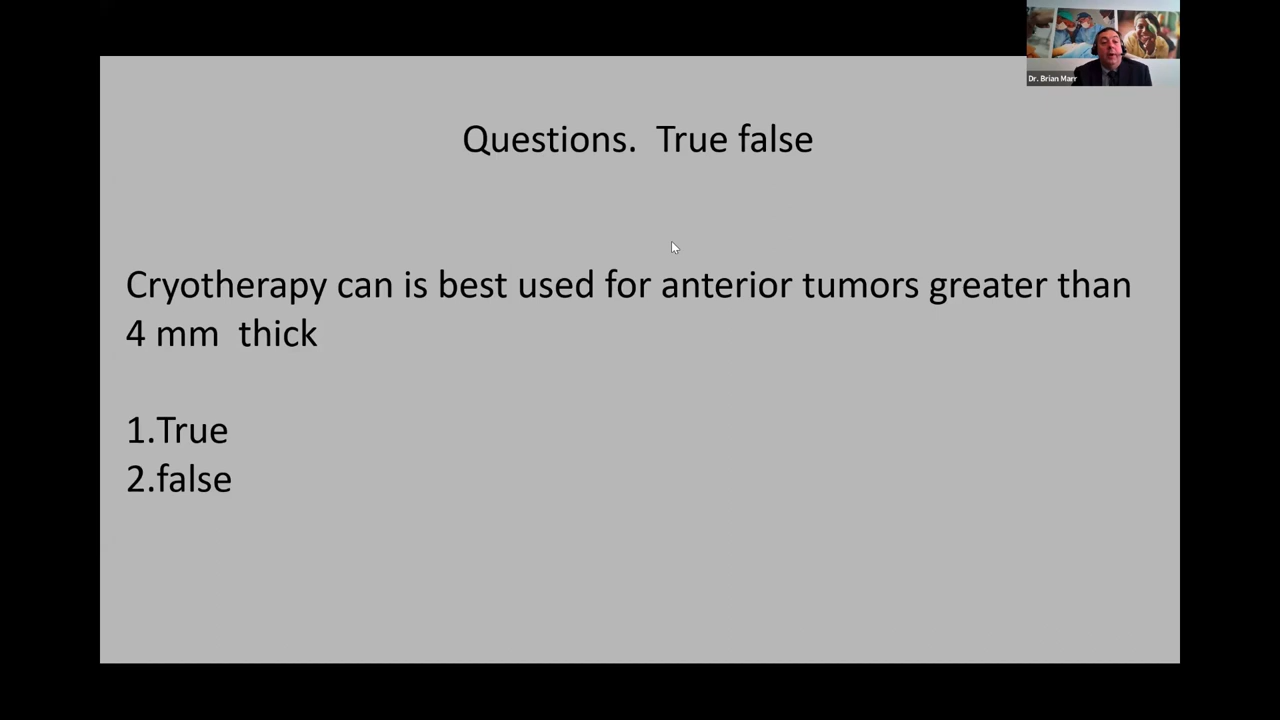 Dr. Brian Marr
Questions. True false
Cryotherapy can is best used for anterior tumors greater than
4 mm thick
1.True
2.false